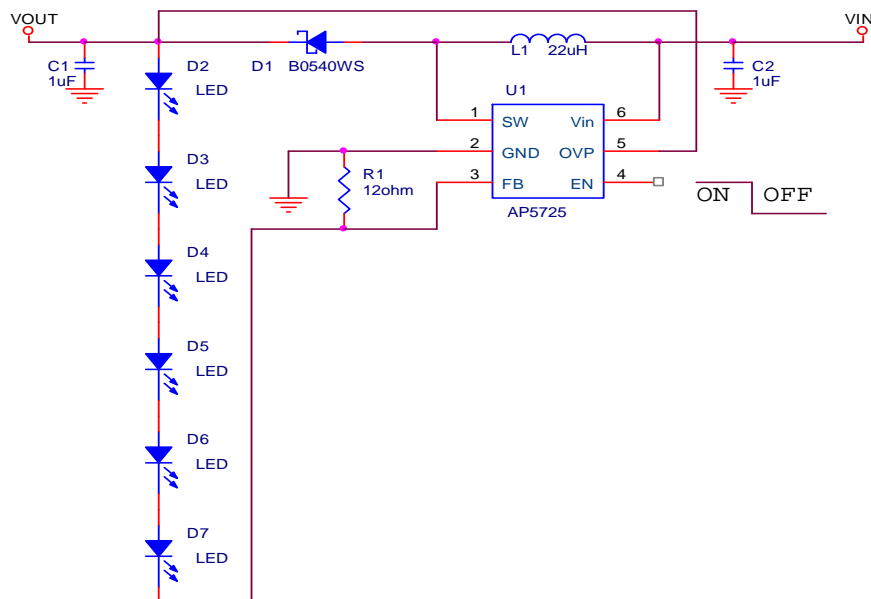 VOUT
VIN
C1
1uF
D2
LED
D1
B0540WS
L1
22uH
C2
1uF
U1
1
SW
Vin
6
2
GND
OVP
5
3
FB
EN
4
AP5725
R1
12ohm
ON
OFF
D3
LED
D4
LED
D5
LED
D6
LED
D7
LED